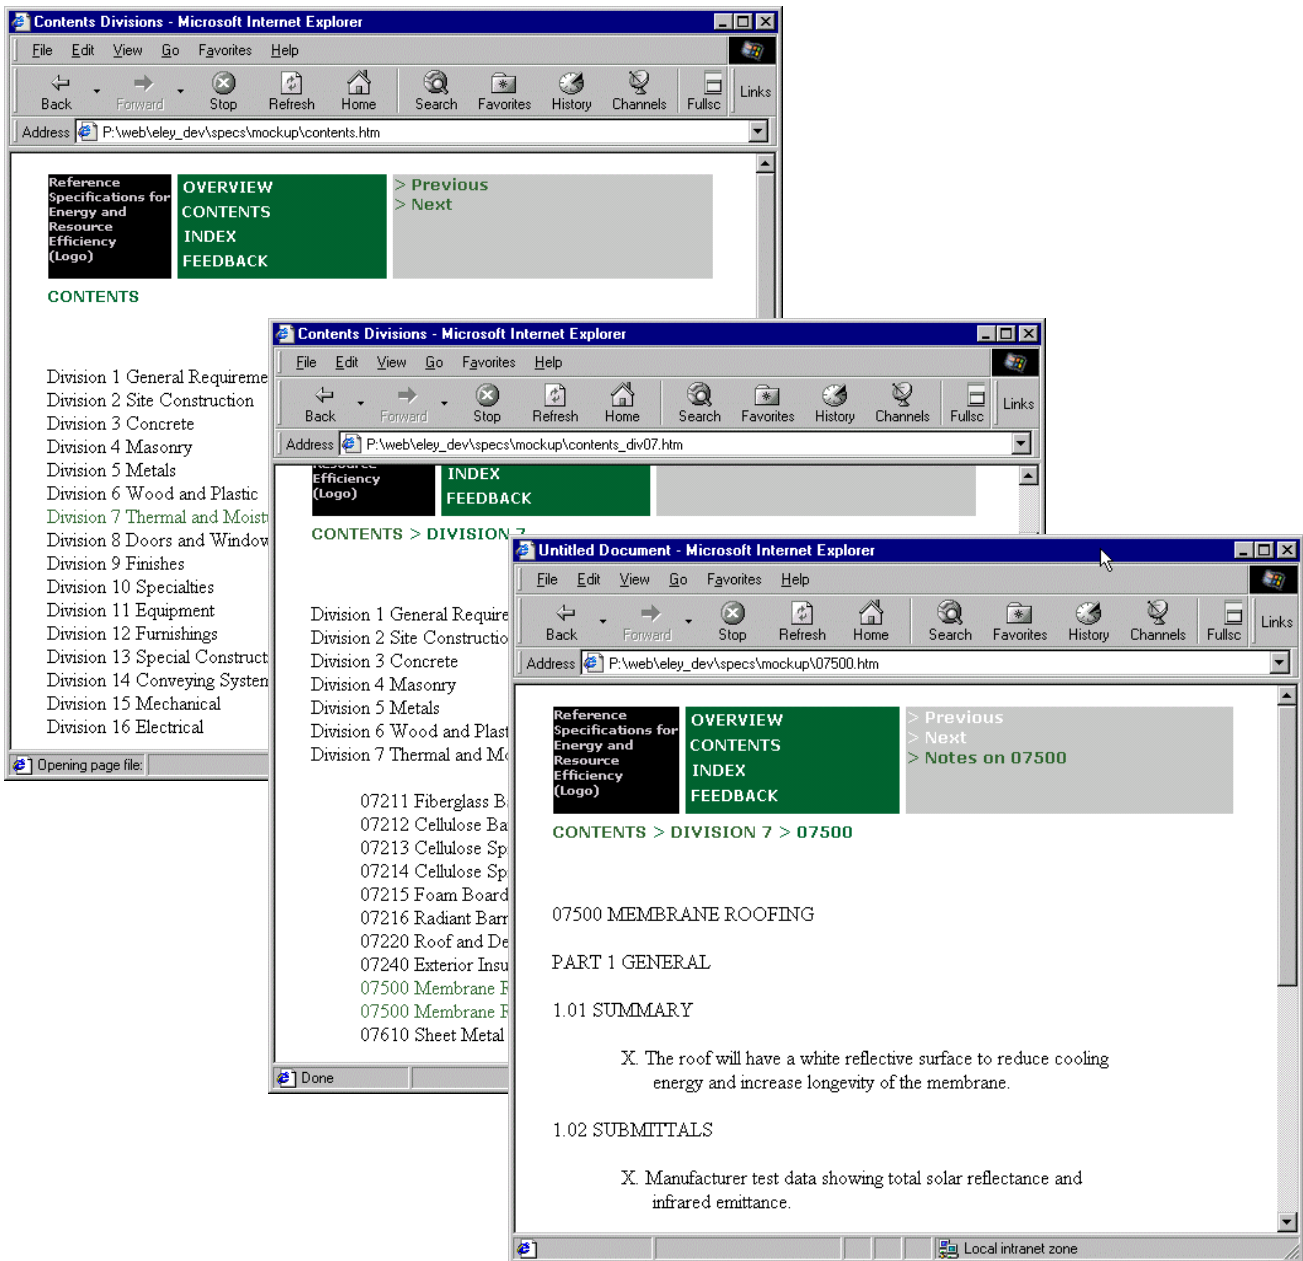 Contents Divisions - Microsoft Internet Explorer
File Edit View Go Favorites Help
Back Forward Stop Refresh Home Search Favorites History Channels Fullsc Links
Address P:\web\eley_dev\specs\mockup\contents.htm
Reference
Specifications for
Energy and
Resource
Efficiency
(Logo)
OVERVIEW
CONTENTS
INDEX
FEEDBACK
> Previous
> Next
CONTENTS
Division 1 General Requireme
Division 2 Site Construction
Division 3 Concrete
Division 4 Masonry
Division 5 Metals
Division 6 Wood and Plastic
Division 7 Thermal and Moist
Division 8 Doors and Window
Division 9 Finishes
Division 10 Specialties
Division 11 Equipment
Division 12 Furnishings
Division 13 Special Construct
Division 14 Conveying System
Division 15 Mechanical
Division 16 Electrical
Opening page file:
Contents Divisions - Microsoft Internet Explorer
File Edit View Go Favorites Help
Back Forward Stop Refresh Home Search Favorites History Channels Fullsc Links
Address P:\web\eley_dev\specs\mockup\contents_div07.htm
Resource
Efficiency
(Logo)
INDEX
FEEDBACK
CONTENTS > DIVISION 7
Division 1 General Require
Division 2 Site Constructio
Division 3 Concrete
Division 4 Masonry
Division 5 Metals
Division 6 Wood and Plast
Division 7 Thermal and Mo
07211 Fiberglass B
07212 Cellulose Ba
07213 Cellulose Sp
07214 Cellulose Sp
07215 Foam Board
07216 Radiant Barr
07220 Roof and De
07240 Exterior Insu
07500 Membrane R
07500 Membrane R
07610 Sheet Metal
Done
Untitled Document - Microsoft Internet Explorer
File Edit View Go Favorites Help
Back Forward Stop Refresh Home Search Favorites History Channels Fullsc Links
Address P:\web\eley_dev\specs\mockup\07500.htm
Reference
Specifications for
Energy and
Resource
Efficiency
(Logo)
OVERVIEW
CONTENTS
INDEX
FEEDBACK
> Previous
> Next
> Notes on 07500
CONTENTS > DIVISION 7 > 07500
07500 MEMBRANE ROOFING
PART 1 GENERAL
1.01 SUMMARY
X. The roof will have a white reflective surface to reduce cooling
energy and increase longevity of the membrane.
1.02 SUBMITTALS
X. Manufacturer test data showing total solar reflectance and
infrared emittance.
Local intranet zone